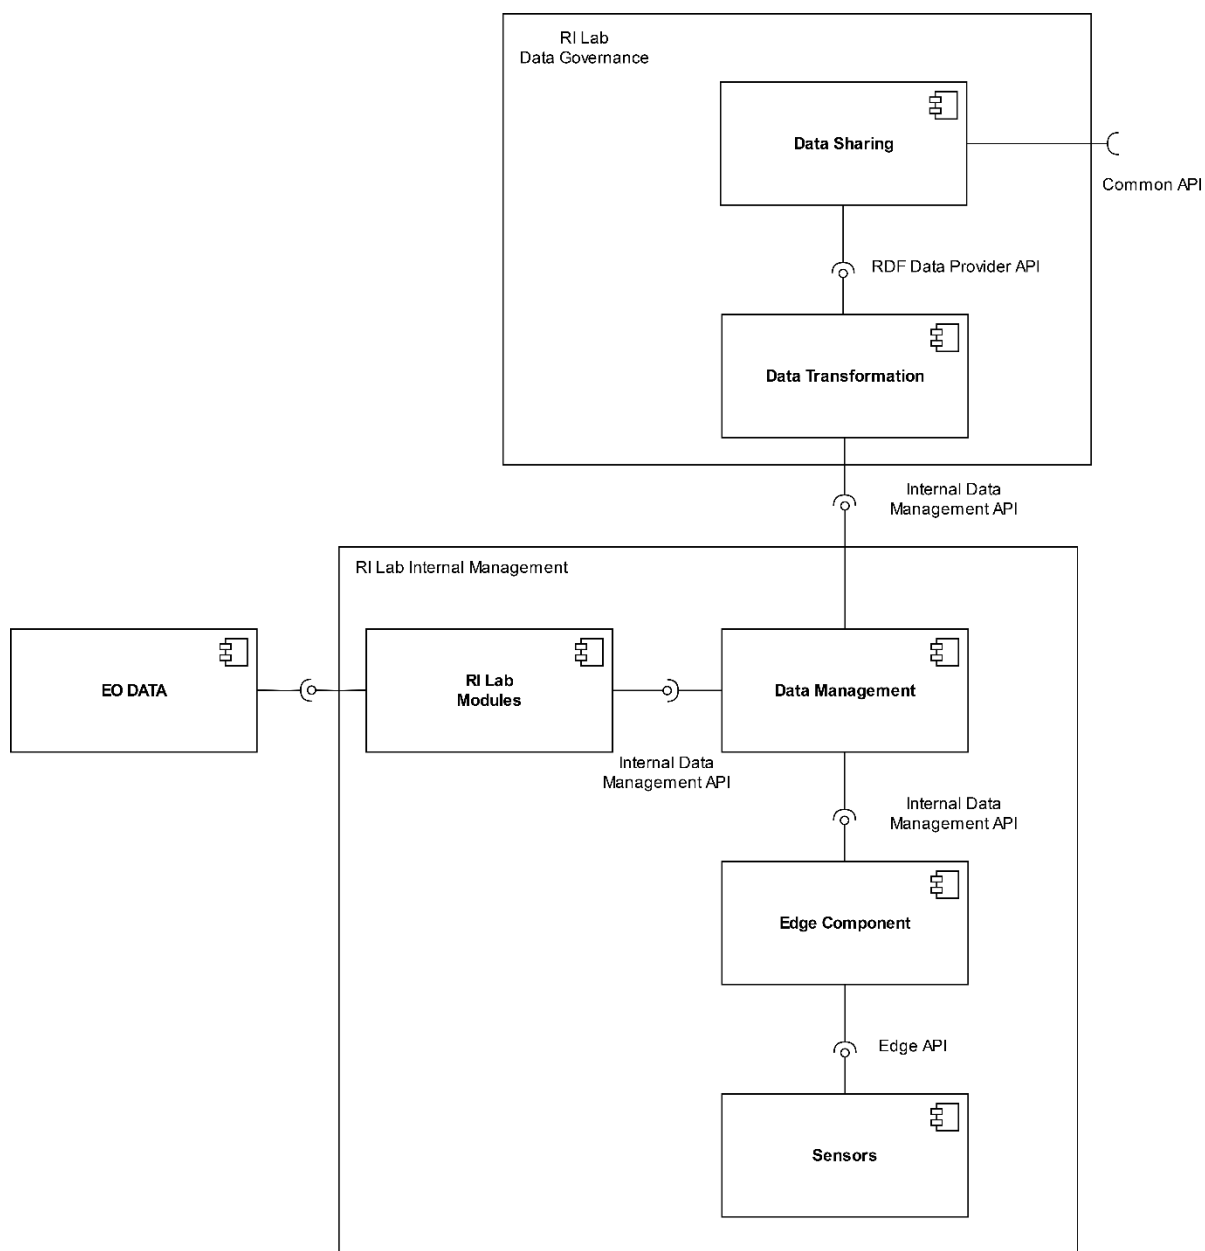 RI Lab
Data Governance
Data Sharing
Common API
RDF Data Provider API
Data Transformation
Internal Data
Management API
RI Lab Internal Management
EO DATA
RI Lab
Modules
Data Management
Internal Data
Management API
Internal Data
Management API
Edge Component
Edge API
Sensors